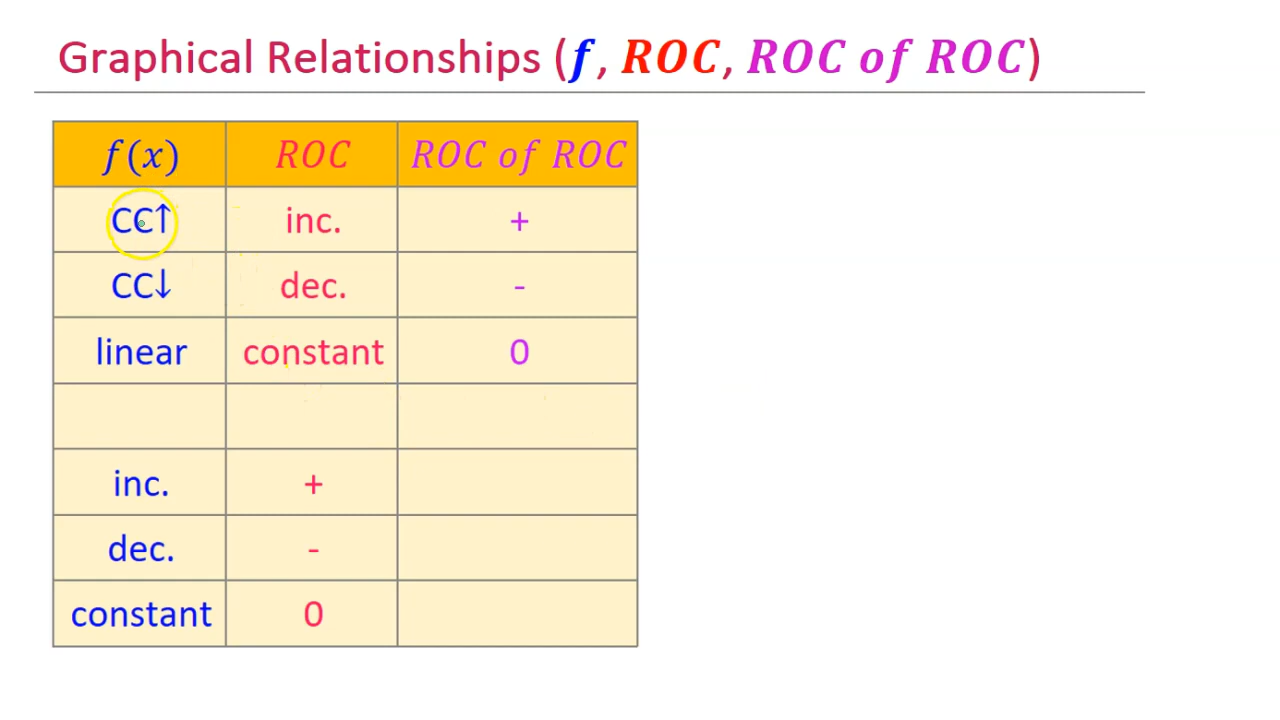 Graphical Relationships (f, ROC, ROC of ROC)
f(x) ROC ROC of ROC
CC↑ inc. +
CC↓ dec. -
linear constant 0
inc. +
dec. -
constant 0